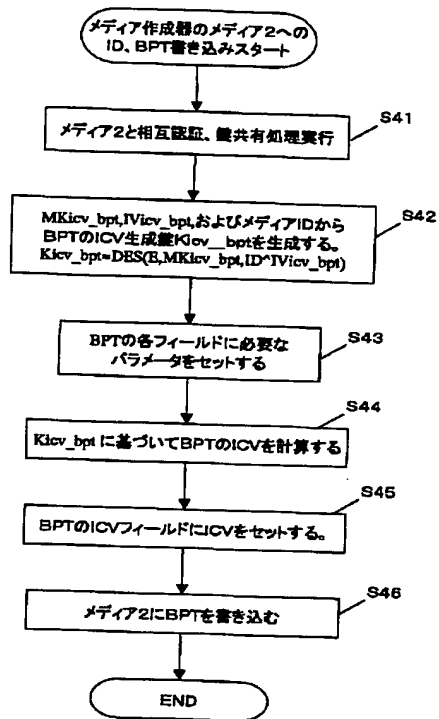 メディア作成器のメディア2への
ID、BPT書き込みスタート
S41
メディア2と相互認証、鍵共有処理実行
S42
MKicv_bpt,IVicv_bpt,およびメディアIDから
BPTのICV生成鍵Kicv__bptを生成する。
Kicv_bpt=DES(E,MKicv_bpt,ID^IVicv_bpt)
S43
BPTの各フィールドに必要な
パラメータをセットする
S44
Kicv_bpt に基づいてBPTのICVを計算する
S45
BPTのICVフィールドにICVをセットする。
S46
メディア2にBPTを書き込む
END